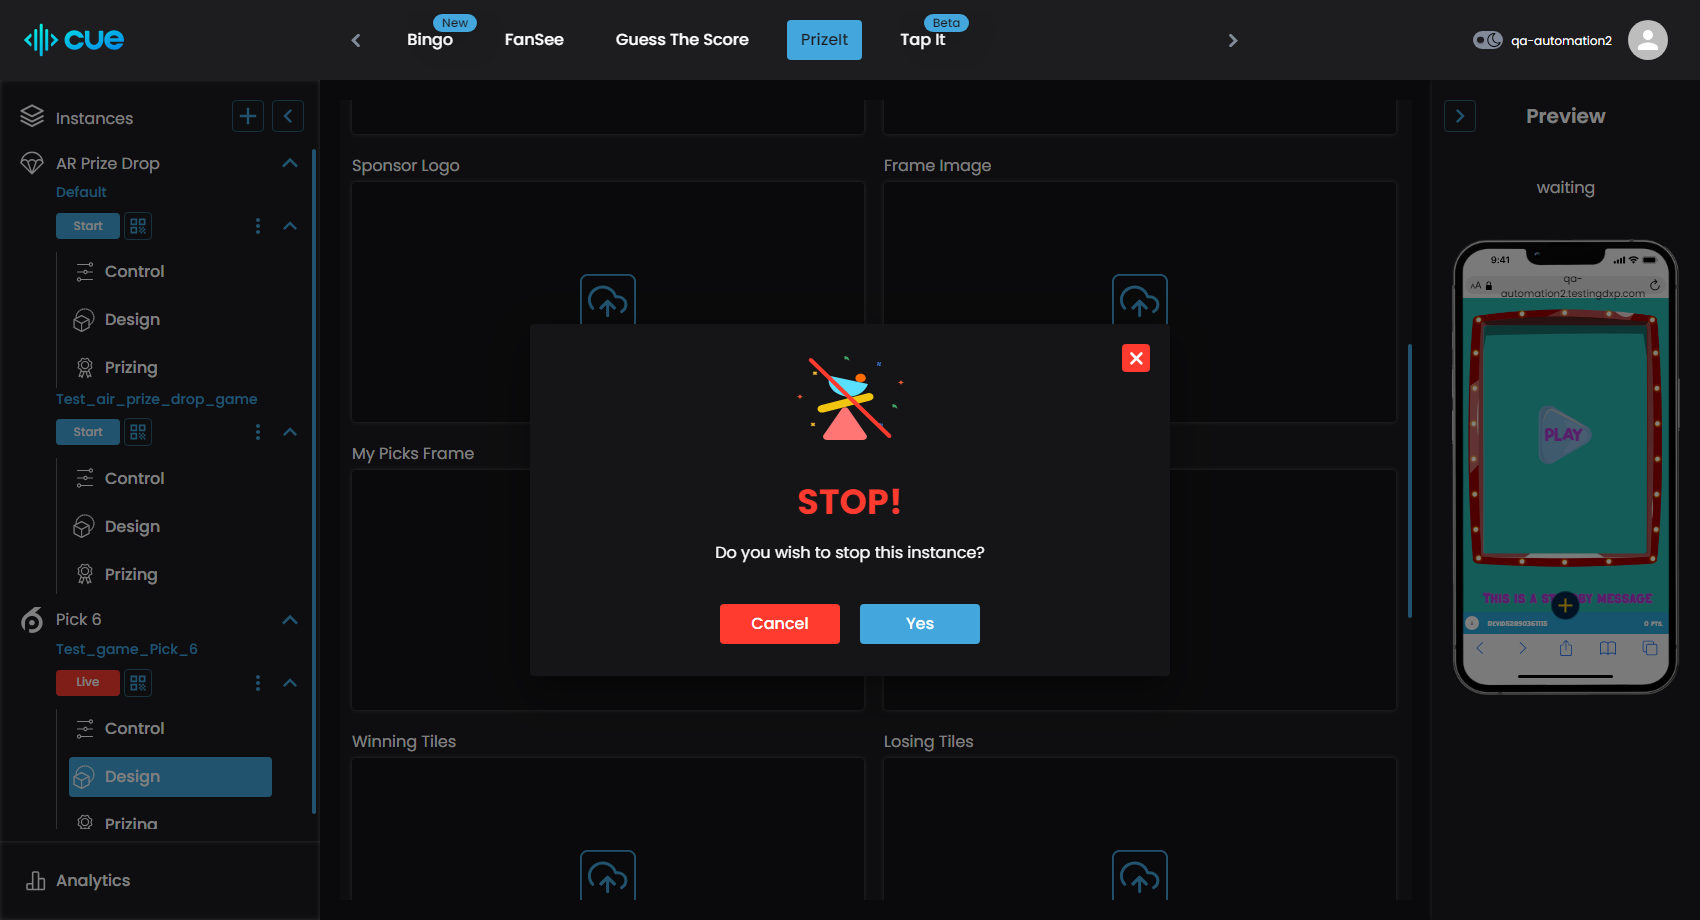 cue
Bingo
New
FanSee
Guess The Score
PrizeIt
Tap It
Beta
qa-automation2
Instances
AR Prize Drop
Default
Start
Control
Design
Prizing
Test_air_prize_drop_game
Start
Control
Design
Prizing
Pick 6
Test_game_Pick_6
Live
Control
Design
Prizing
Analytics
Sponsor Logo
Frame Image
My Picks Frame
Winning Tiles
Losing Tiles
STOP!
Do you wish to stop this instance?
Cancel
Yes
Preview
waiting
9:41
AA
qa-
automation2.testingdxp.com
PLAY
THIS IS A STANDBY MESSAGE
0 PTS.